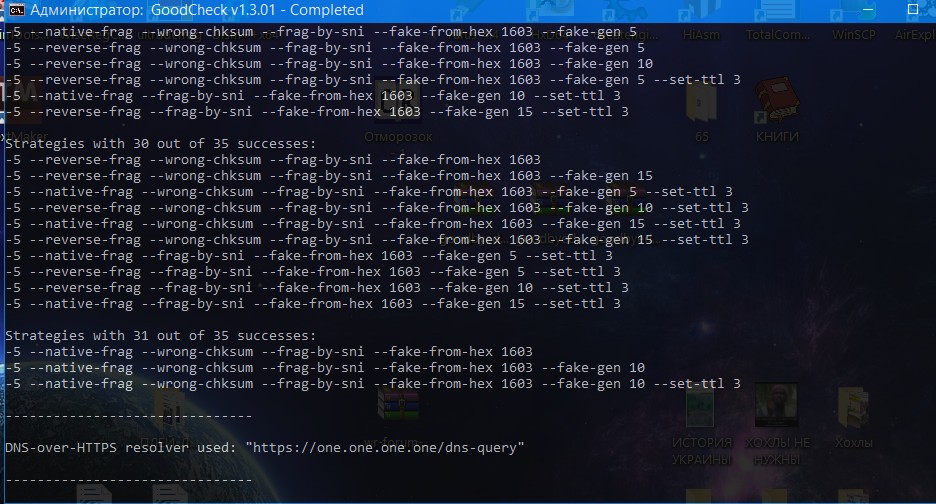 Администратор: GoodCheck v1.3.01 - Completed
HiAsm
TotalCom...
WinSCP
-5 --native-frag --wrong-chksum --frag-by-sni --fake-from-hex 1603 --fake-gen 5
-5 --reverse-frag --wrong-chksum --frag-by-sni --fake-from-hex 1603 --fake-gen 5
-5 --reverse-frag --wrong-chksum --frag-by-sni --fake-from-hex 1603 --fake-gen 10
-5 --reverse-frag --wrong-chksum --frag-by-sni --fake-from-hex 1603 --fake-gen 5 --set-ttl 3
-5 --native-frag --frag-by-sni --fake-from-hex 1603 --fake-gen 10 --set-ttl 3
-5 --reverse-frag --frag-by-sni --fake-from-hex 1603 --fake-gen 15 --set-ttl 3
Отморозок
65
КНИГИ
Strategies with 30 out of 35 successes:
-5 --reverse-frag --wrong-chksum --frag-by-sni --fake-from-hex 1603
-5 --reverse-frag --wrong-chksum --frag-by-sni --fake-from-hex 1603 --fake-gen 15
-5 --native-frag --wrong-chksum --frag-by-sni --fake-from-hex 1603 --fake-gen 5 --set-ttl 3
-5 --reverse-frag --wrong-chksum --frag-by-sni --fake-from-hex 1603 --fake-gen 10 --set-ttl 3
-5 --native-frag --wrong-chksum --frag-by-sni --fake-from-hex 1603 --fake-gen 15 --set-ttl 3
-5 --reverse-frag --wrong-chksum --frag-by-sni --fake-from-hex 1603 --fake-gen 15 --set-ttl 3
-5 --native-frag --frag-by-sni --fake-from-hex 1603 --fake-gen 5 --set-ttl 3
-5 --reverse-frag --frag-by-sni --fake-from-hex 1603 --fake-gen 5 --set-ttl 3
-5 --reverse-frag --frag-by-sni --fake-from-hex 1603 --fake-gen 10 --set-ttl 3
-5 --native-frag --frag-by-sni --fake-from-hex 1603 --fake-gen 15 --set-ttl 3
Strategies with 31 out of 35 successes:
-5 --native-frag --wrong-chksum --frag-by-sni --fake-from-hex 1603
-5 --native-frag --wrong-chksum --frag-by-sni --fake-from-hex 1603 --fake-gen 10
-5 --native-frag --wrong-chksum --frag-by-sni --fake-from-hex 1603 --fake-gen 10 --set-ttl 3
-------------------------------
DNS-over-HTTPS resolver used: "https://one.one.one.one/dns-query"
-------------------------------
wr-forum
ИСТОРИЯ
УКРАИНЫ
ХОХЛЫ НЕ
НУЖНЫ
Хохлы